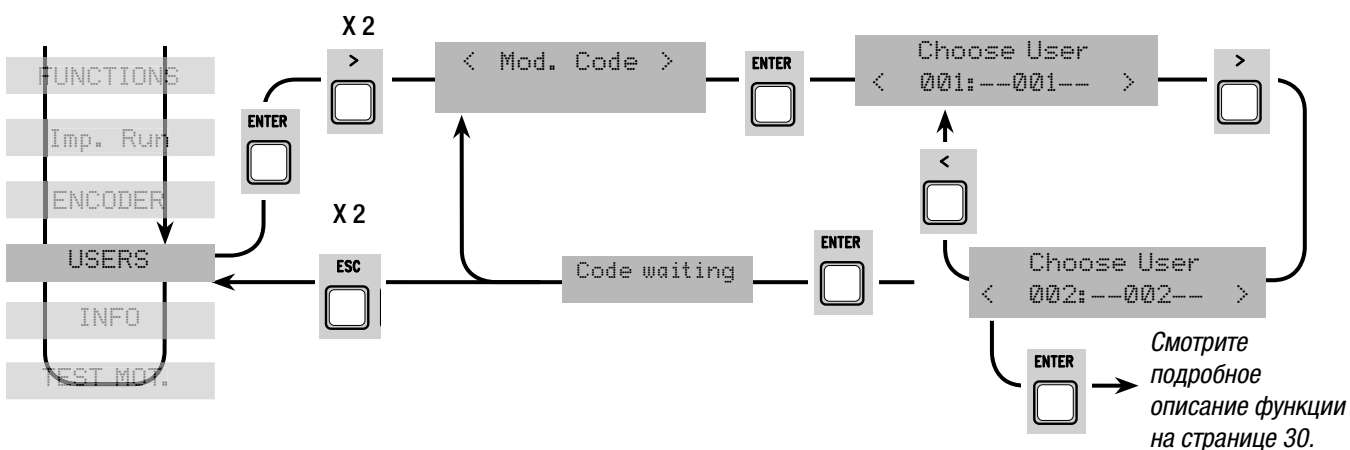 FUNCTIONS
Imp. Run
ENCODER
USERS
INFO
TEST MOT.
ENTER
X 2
>
< Mod. Code >
ENTER
Choose User
< 001:--001-- >
>
<
Choose User
< 002:--002-- >
ENTER
Смотрите
подробное
описание функции
на странице 30.
ENTER
Code waiting
X 2
ESC